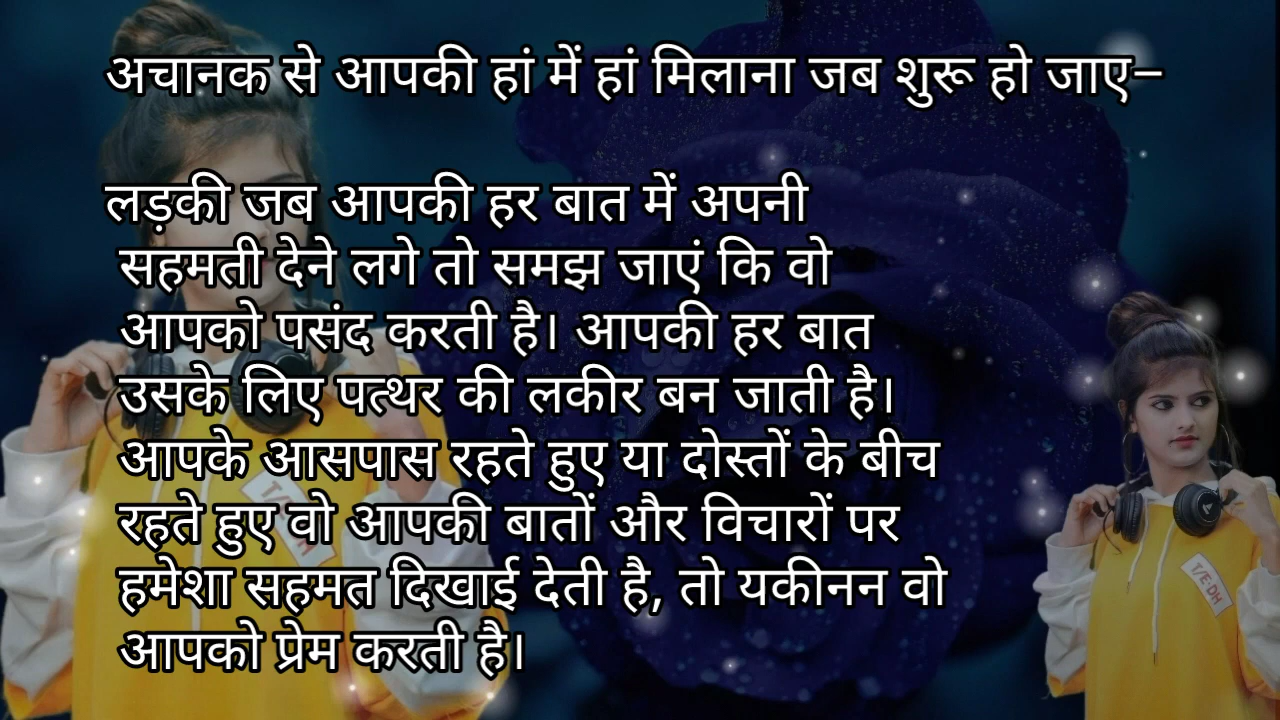 अचानक से आपकी हां में हां मिलाना जब शुरू हो जाए–
लड़की जब आपकी हर बात में अपनी
सहमती देने लगे तो समझ जाएं कि वो
आपको पसंद करती है। आपकी हर बात
उसके लिए पत्थर की लकीर बन जाती है।
आपके आसपास रहते हुए या दोस्तों के बीच
रहते हुए वो आपकी बातों और विचारों पर
हमेशा सहमत दिखाई देती है, तो यकीनन वो
आपको प्रेम करती है।
T/E-DH